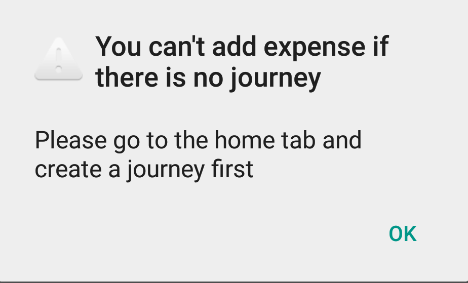 You can't add expense if
there is no journey
Please go to the home tab and
create a journey first
OK